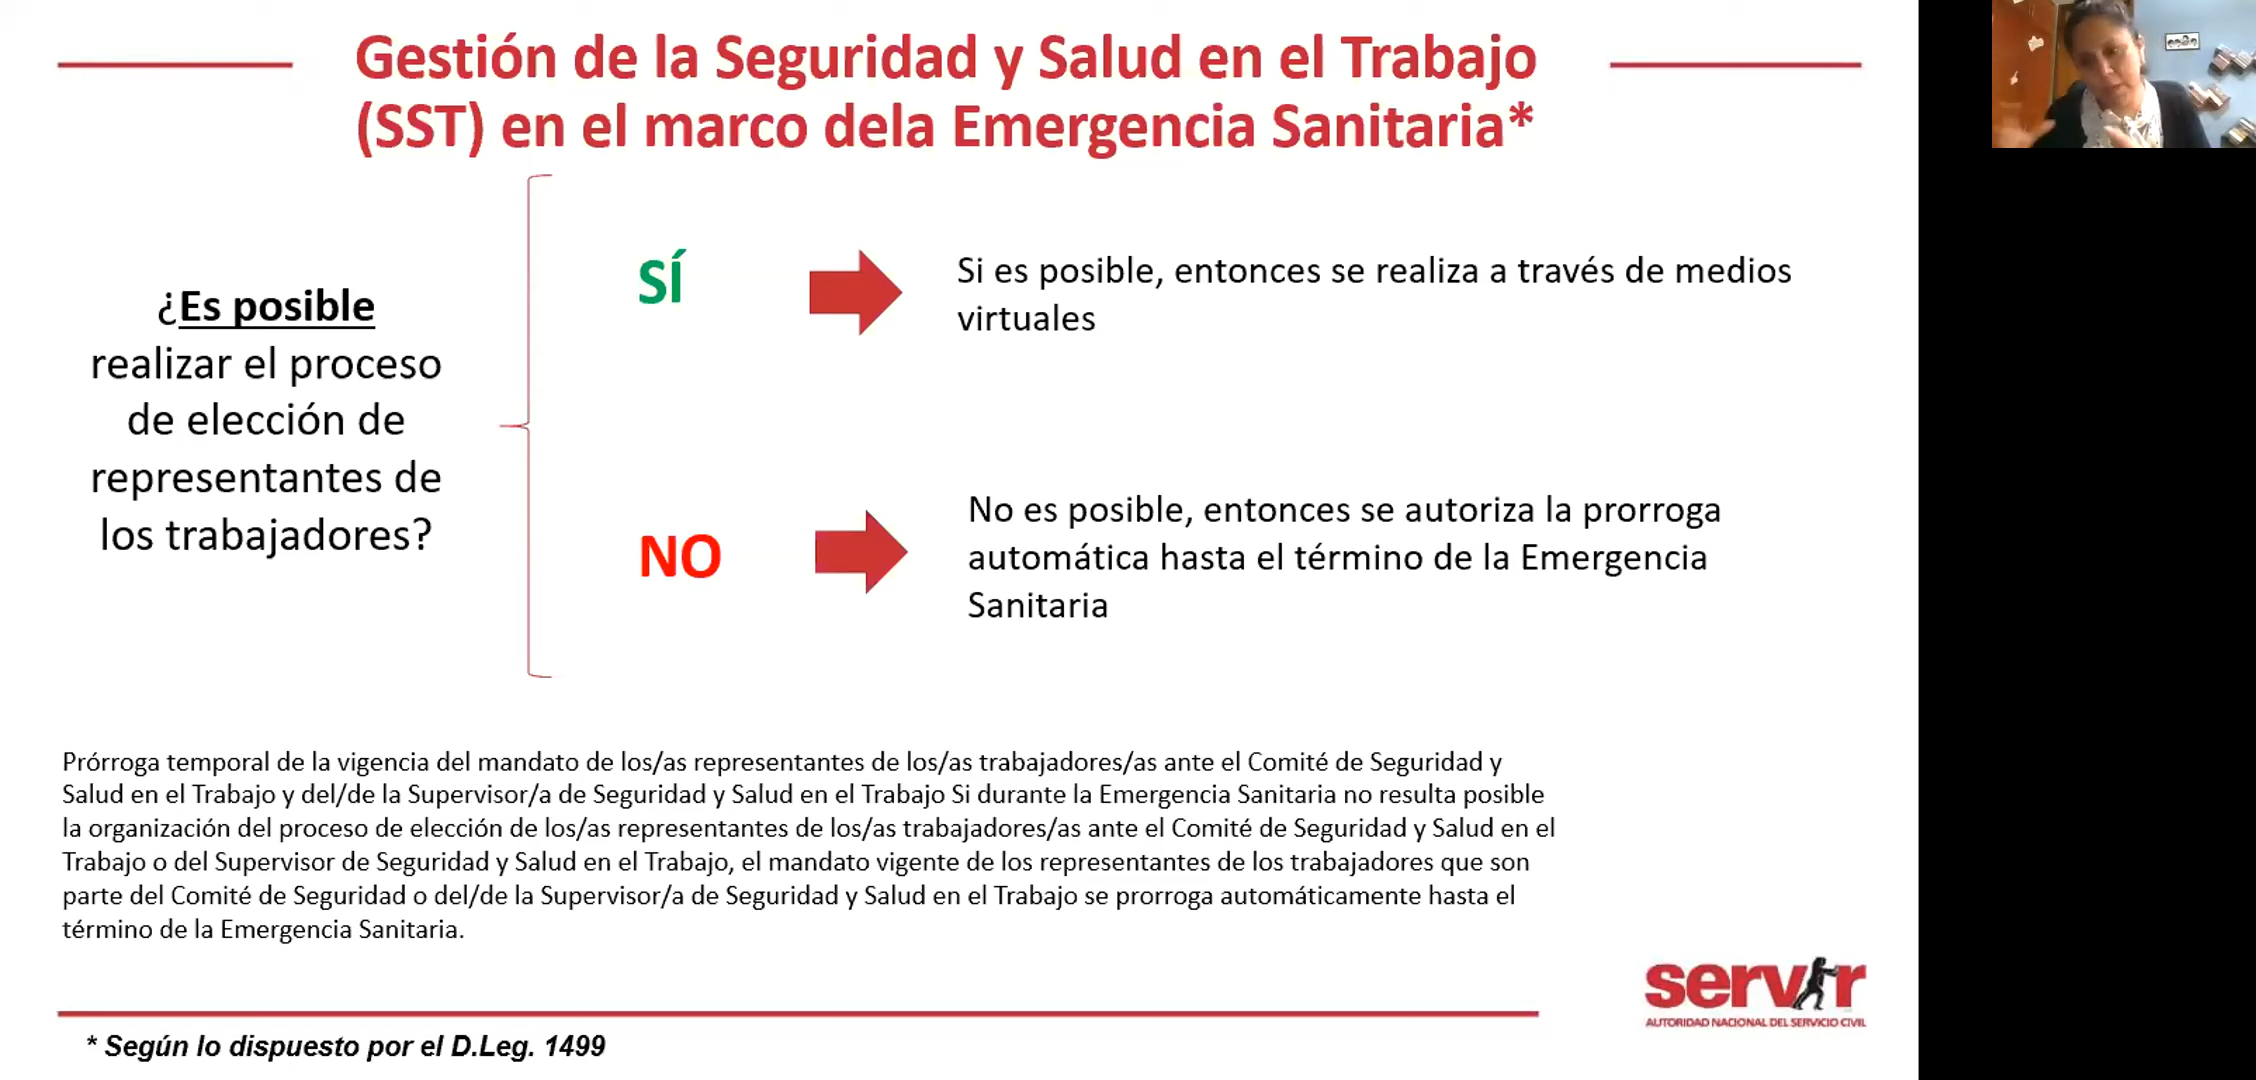 Gestión de la Seguridad y Salud en el Trabajo
(SST) en el marco dela Emergencia Sanitaria*
¿Es posible
realizar el proceso
de elección de
representantes de
los trabajadores?
SÍ
Si es posible, entonces se realiza a través de medios
virtuales
NO
No es posible, entonces se autoriza la prorroga
automática hasta el término de la Emergencia
Sanitaria
Prórroga temporal de la vigencia del mandato de los/as representantes de los/as trabajadores/as ante el Comité de Seguridad y
Salud en el Trabajo y del/de la Supervisor/a de Seguridad y Salud en el Trabajo Si durante la Emergencia Sanitaria no resulta posible
la organización del proceso de elección de los/as representantes de los/as trabajadores/as ante el Comité de Seguridad y Salud en el
Trabajo o del Supervisor de Seguridad y Salud en el Trabajo, el mandato vigente de los representantes de los trabajadores que son
parte del Comité de Seguridad o del/de la Supervisor/a de Seguridad y Salud en el Trabajo se prorroga automáticamente hasta el
término de la Emergencia Sanitaria.
servir
AUTORIDAD NACIONAL DEL SERVICIO CIVIL
* Según lo dispuesto por el D.Leg. 1499